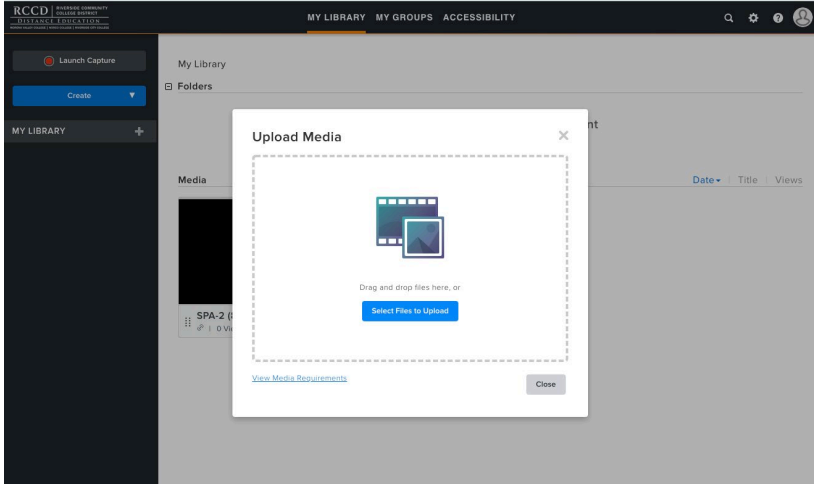 RCCD RIVERSIDE COMMUNITY COLLEGE DISTRICT
DISTANCE EDUCATION
MY LIBRARY MY GROUPS ACCESSIBILITY
Launch Capture
Create
MY LIBRARY
My Library
Folders
nt
Upload Media
Media
Date | Title | Views
Drag and drop files here, or
Select Files to Upload
SPA-2 (
0 Vi
View Media Requirements
Close